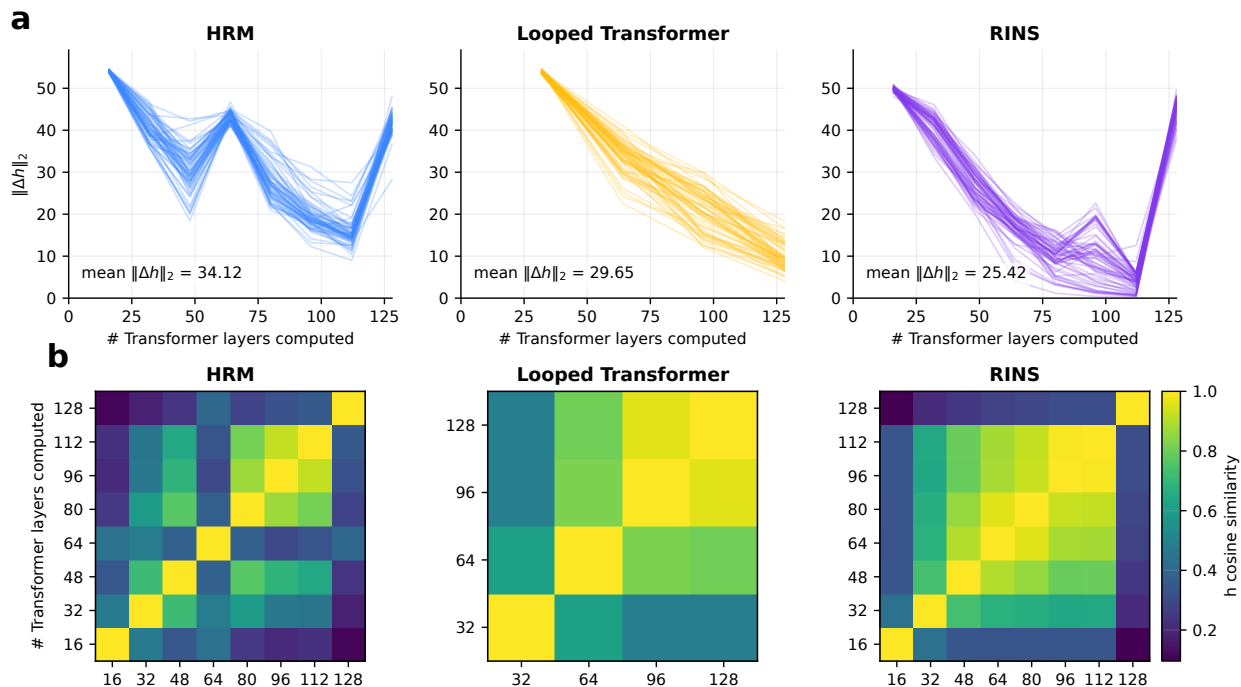 a
HRM
Looped Transformer
RINS
‖Δh‖₂
50
40
30
20
10
0
mean ‖Δh‖₂ = 34.12
0 25 50 75 100 125
# Transformer layers computed
50
40
30
20
10
0
mean ‖Δh‖₂ = 29.65
0 25 50 75 100 125
# Transformer layers computed
50
40
30
20
10
0
mean ‖Δh‖₂ = 25.42
0 25 50 75 100 125
# Transformer layers computed
b
HRM
Looped Transformer
RINS
# Transformer layers computed
128
112
96
80
64
48
32
16
16 32 48 64 80 96 112 128
128
96
64
32
32 64 96 128
128
112
96
80
64
48
32
16
16 32 48 64 80 96 112 128
1.0
0.8
0.6
0.4
0.2
h cosine similarity